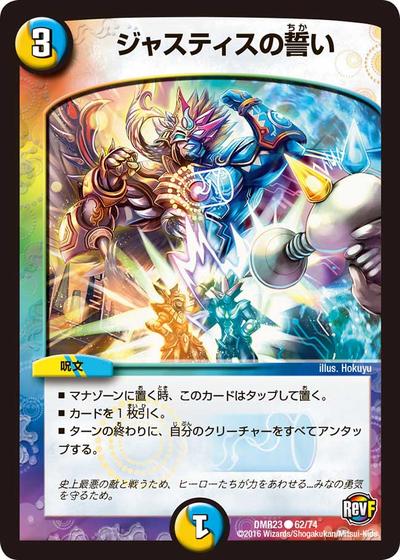 3
ジャスティスの誓い
ちか
illus. Hokuyu
呪文
■ マナゾーンに置く時、このカードはタップして置く。
■ カードを1枚引く。
■ ターンの終わりに、自分のクリーチャーをすべてアンタッ
プする。
史上最悪の敵と戦うため、ヒーローたちが力をあわせる…みなの勇気
を守るために。
RevF
1
DMR23 ● 62/74
©2016 Wizards/Shogakukan/Mitsui-Kids